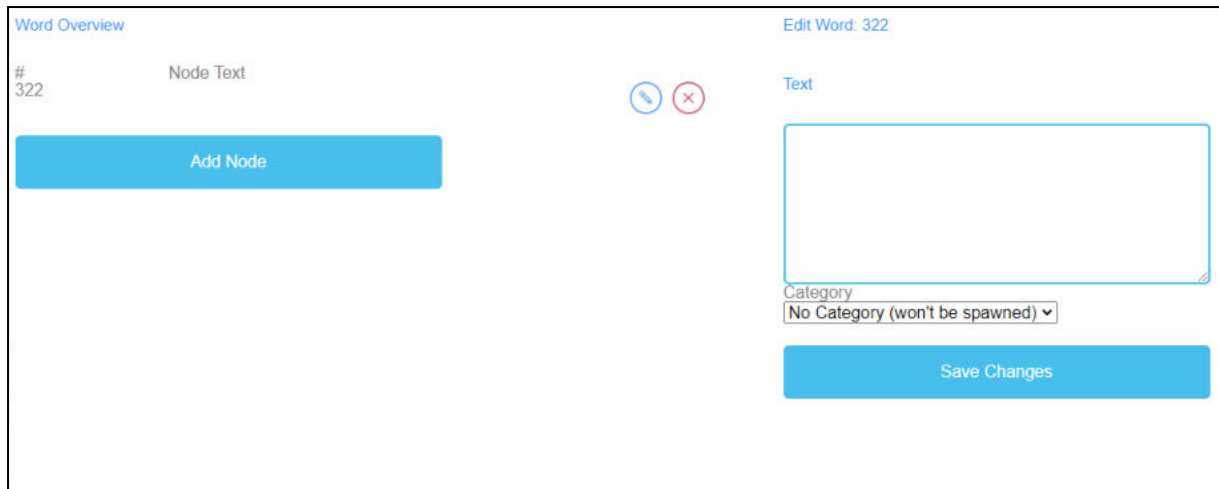 Word Overview
# Node Text
322
Add Node
Edit Word: 322
Text
Category
No Category (won't be spawned)
Save Changes